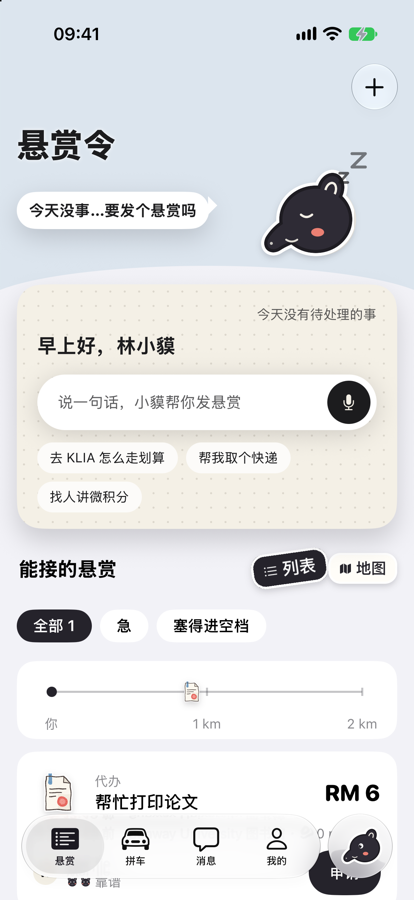 09:41
悬赏令
z
z
今天没事...要发个悬赏吗
今天没有待处理的事
早上好，林小貘
说一句话，小貘帮你发悬赏
去 KLIA 怎么走划算
帮我取个快递
找人讲微积分
能接的悬赏
列表
地图
全部 1
急
塞得进空档
你
1 km
2 km
代办
帮忙打印论文
RM 6
悬赏
拼车
消息
我的
靠谱